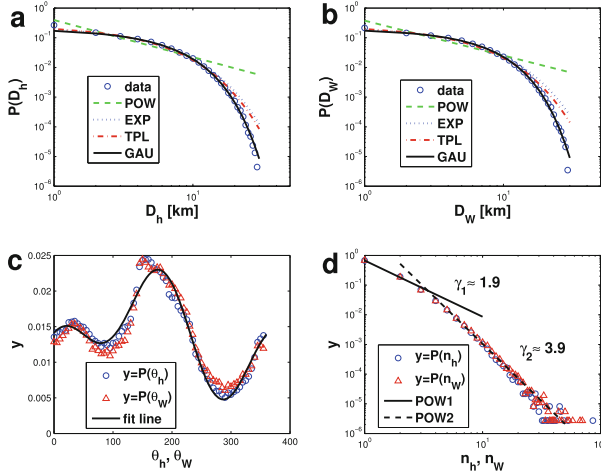 a
P(D_h)
10^0
10^-1
10^-2
10^-3
10^-4
10^-5
10^-6
data
POW
EXP
TPL
GAU
10^0
10^1
D_h [km]
b
P(D_W)
10^0
10^-1
10^-2
10^-3
10^-4
10^-5
10^-6
data
POW
EXP
TPL
GAU
10^0
10^1
D_W [km]
c
y
0.025
0.02
0.015
0.01
0.005
0
y=P(θ_h)
y=P(θ_W)
fit line
0
100
200
300
400
θ_h, θ_W
d
y
10^0
10^-1
10^-2
10^-3
10^-4
10^-5
10^-6
γ_1≈ 1.9
γ_2≈ 3.9
y=P(n_h)
y=P(n_W)
POW1
POW2
10^0
10^1
n_h, n_W